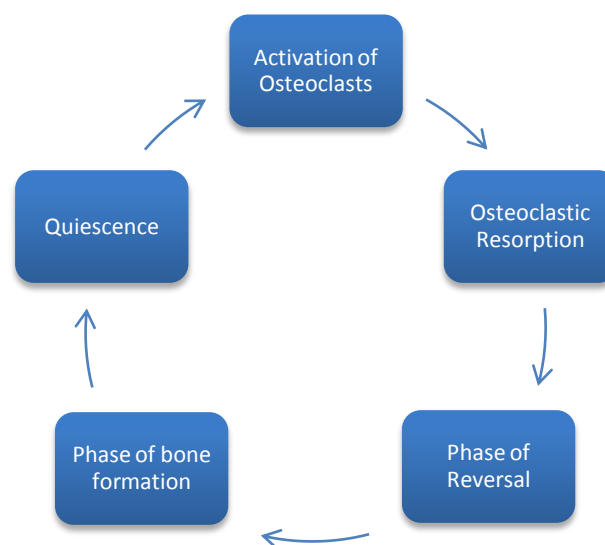 Activation of
Osteoclasts
Osteoclastic
Resorption
Phase of
Reversal
Phase of bone
formation
Quiescence